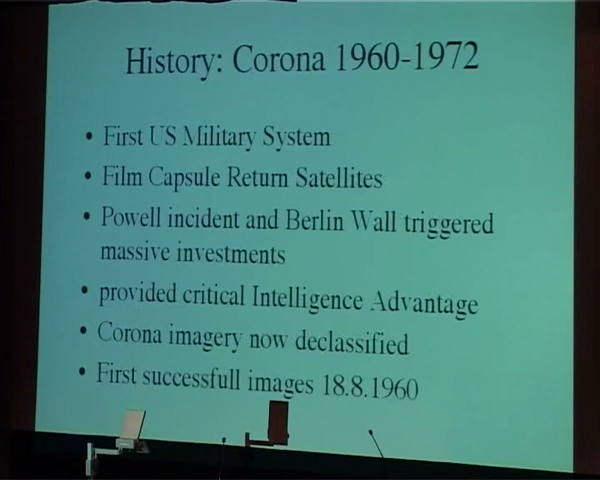 History: Corona 1960-1972
• First US Military System
• Film Capsule Return Satellites
• Powell incident and Berlin Wall triggered
massive investments
• provided critical Intelligence Advantage
• Corona imagery now declassified
• First successfull images 18.8.1960